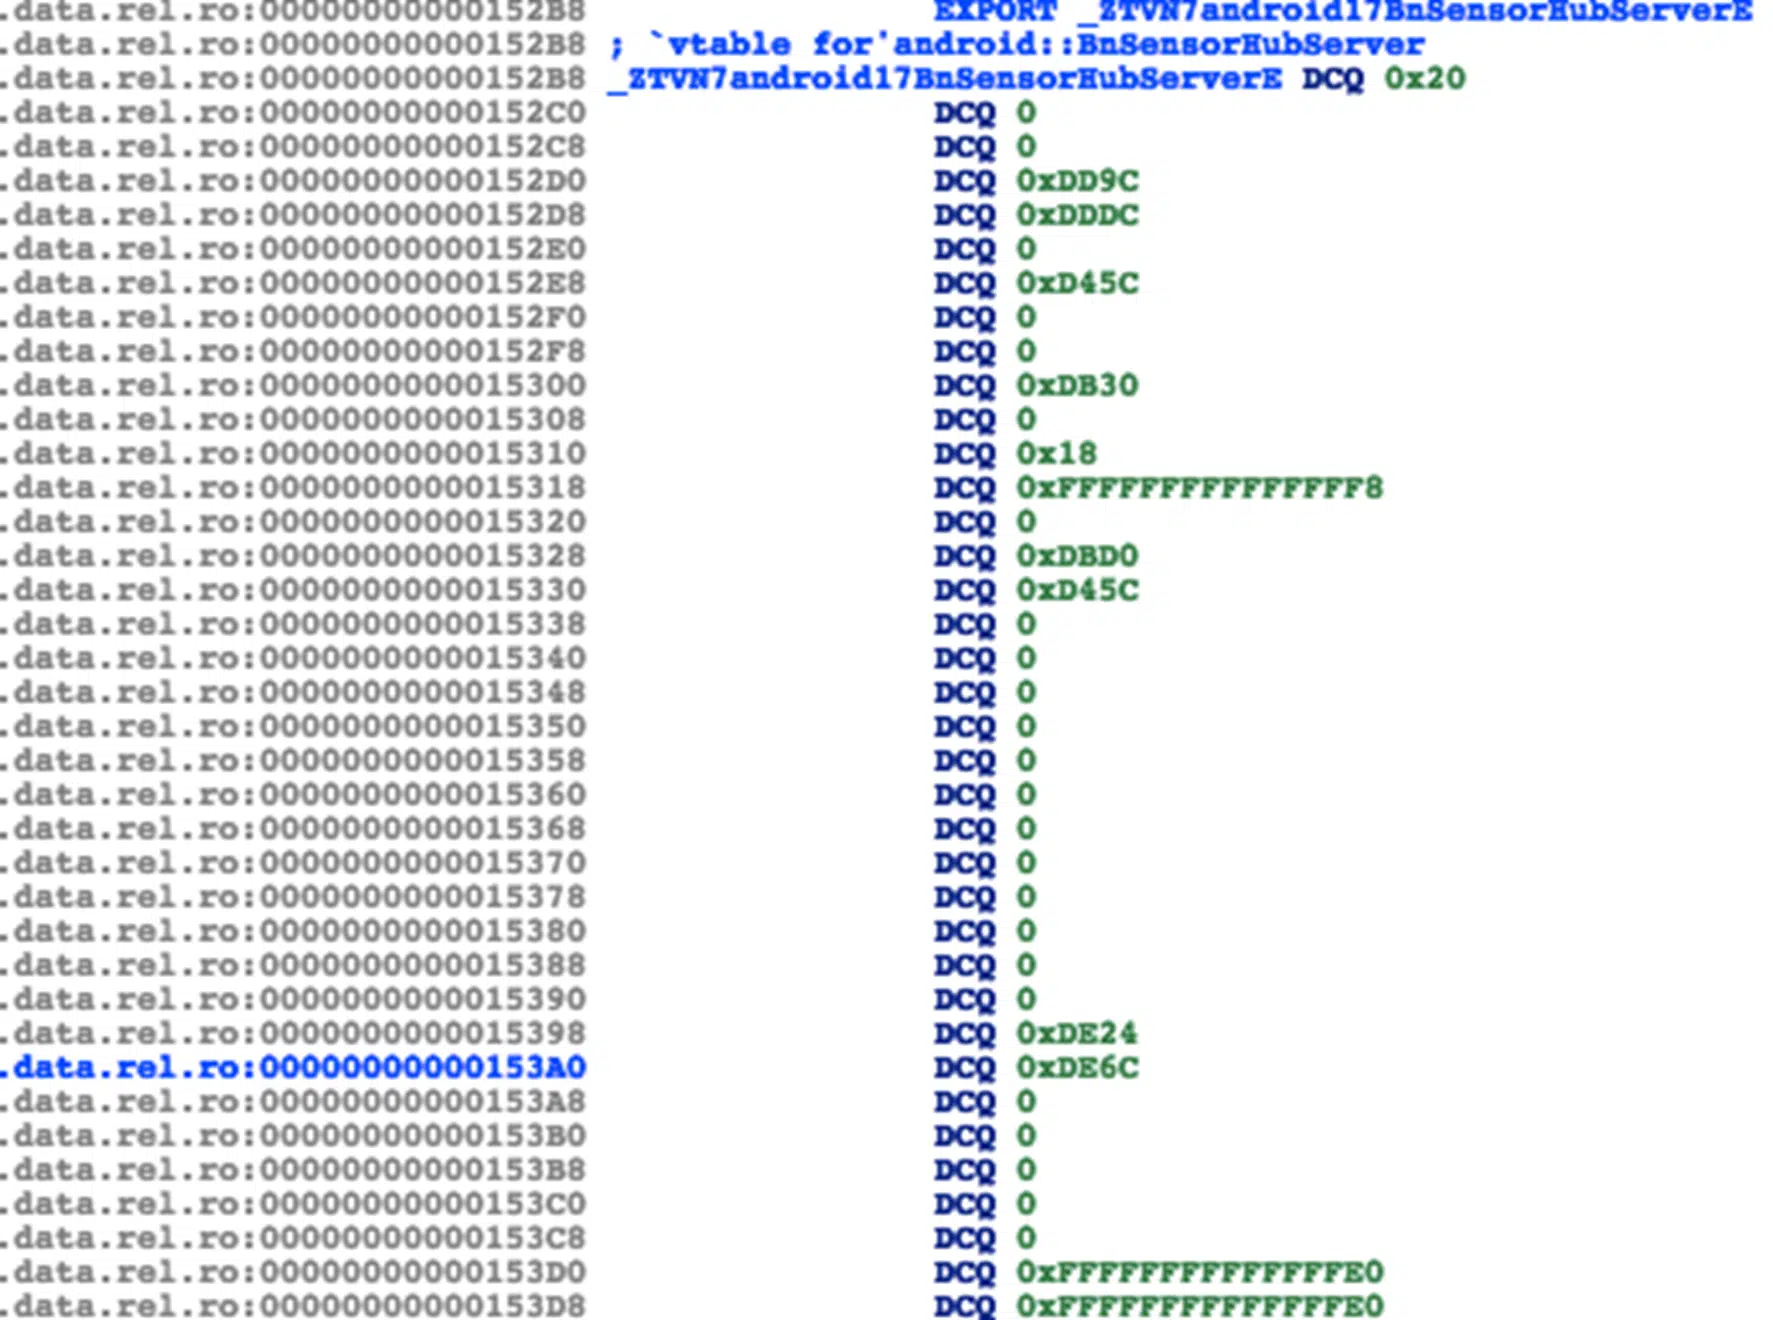 .data.rel.ro:00000000000152B8 EXPORT _ZTVN7android17BnSensorHubServerE
.data.rel.ro:00000000000152B8 ; `vtable for'android::BnSensorHubServer
.data.rel.ro:00000000000152B8 _ZTVN7android17BnSensorHubServerE DCQ 0x20
.data.rel.ro:00000000000152C0 DCQ 0
.data.rel.ro:00000000000152C8 DCQ 0
.data.rel.ro:00000000000152D0 DCQ 0xDD9C
.data.rel.ro:00000000000152D8 DCQ 0xDDDC
.data.rel.ro:00000000000152E0 DCQ 0
.data.rel.ro:00000000000152E8 DCQ 0xD45C
.data.rel.ro:00000000000152F0 DCQ 0
.data.rel.ro:00000000000152F8 DCQ 0
.data.rel.ro:0000000000015300 DCQ 0xDB30
.data.rel.ro:0000000000015308 DCQ 0
.data.rel.ro:0000000000015310 DCQ 0x18
.data.rel.ro:0000000000015318 DCQ 0xFFFFFFFFFFFFFFF8
.data.rel.ro:0000000000015320 DCQ 0
.data.rel.ro:0000000000015328 DCQ 0xDBD0
.data.rel.ro:0000000000015330 DCQ 0xD45C
.data.rel.ro:0000000000015338 DCQ 0
.data.rel.ro:0000000000015340 DCQ 0
.data.rel.ro:0000000000015348 DCQ 0
.data.rel.ro:0000000000015350 DCQ 0
.data.rel.ro:0000000000015358 DCQ 0
.data.rel.ro:0000000000015360 DCQ 0
.data.rel.ro:0000000000015368 DCQ 0
.data.rel.ro:0000000000015370 DCQ 0
.data.rel.ro:0000000000015378 DCQ 0
.data.rel.ro:0000000000015380 DCQ 0
.data.rel.ro:0000000000015388 DCQ 0
.data.rel.ro:0000000000015390 DCQ 0
.data.rel.ro:0000000000015398 DCQ 0xDE24
.data.rel.ro:00000000000153A0 DCQ 0xDE6C
.data.rel.ro:00000000000153A8 DCQ 0
.data.rel.ro:00000000000153B0 DCQ 0
.data.rel.ro:00000000000153B8 DCQ 0
.data.rel.ro:00000000000153C0 DCQ 0
.data.rel.ro:00000000000153C8 DCQ 0
.data.rel.ro:00000000000153D0 DCQ 0xFFFFFFFFFFFFFFE0
.data.rel.ro:00000000000153D8 DCQ 0xFFFFFFFFFFFFFFE0